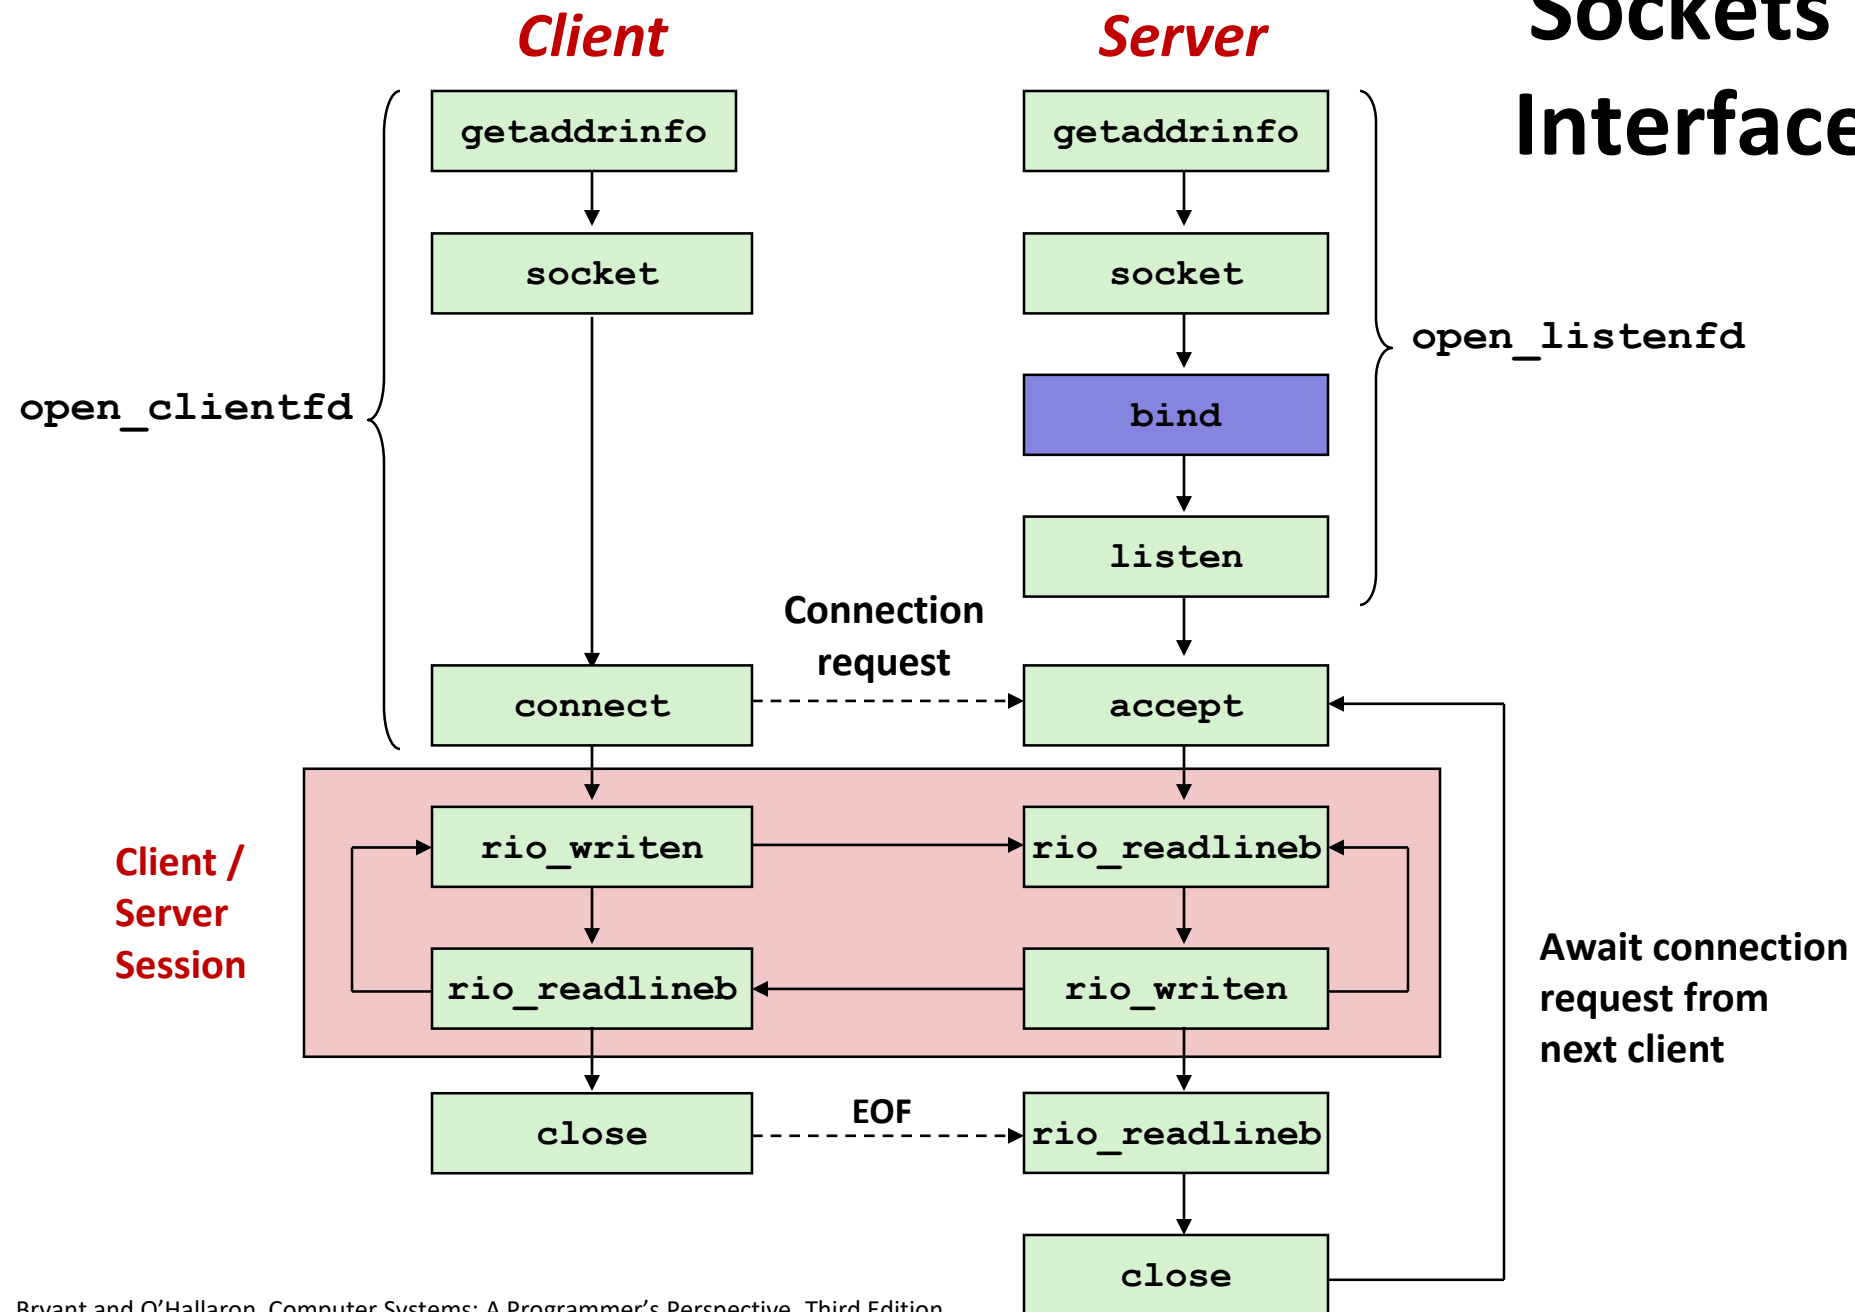 Sockets
Interface
Client
Server
getaddrinfo
getaddrinfo
socket
socket
open_listenfd
open_clientfd
bind
listen
Connection
request
connect
accept
Client /
Server
Session
rio_writen
rio_readlineb
rio_readlineb
rio_writen
Await connection
request from
next client
close
EOF
rio_readlineb
close
Bryant and O'Hallaron, Computer Systems: A Programmer's Perspective, Third Edition